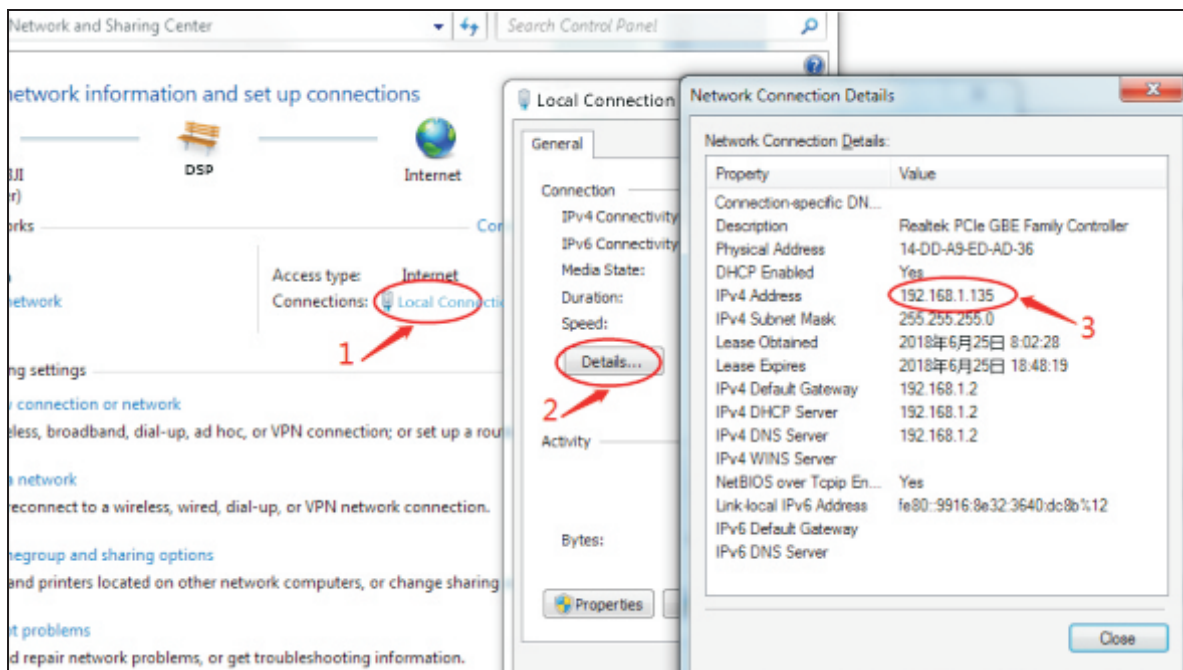 Network and Sharing Center
Search Control Panel
network information and set up connections
DSP
Internet
BJI
er)
orks
Con
Access type: Internet
network
Connections: Local Connectio
1
ng settings
connection or network
eless, broadband, dial-up, ad hoc, or VPN connection; or set up a rou
a network
reconnect to a wireless, wired, dial-up, or VPN network connection.
negroup and sharing options
and printers located on other network computers, or change sharing
ot problems
d repair network problems, or get troubleshooting information.
Local Connection
General
Connection
IPv4 Connectivity
IPv6 Connectivity
Media State:
Duration:
Speed:
Details...
2
Activity
Bytes:
Properties
Network Connection Details
Network Connection Details:
Property Value
Connection-specific DN...
Description Realtek PCIe GBE Family Controller
Physical Address 14-DD-A9-ED-AD-36
DHCP Enabled Yes
IPv4 Address 192.168.1.135
3
IPv4 Subnet Mask 255.255.255.0
Lease Obtained 2018年6月25日 8:02:28
Lease Expires 2018年6月25日 18:48:19
IPv4 Default Gateway 192.168.1.2
IPv4 DHCP Server 192.168.1.2
IPv4 DNS Server 192.168.1.2
IPv4 WINS Server
NetBIOS over Tcpip En... Yes
Link-local IPv6 Address fe80::9916:8e32:3640:dc8b%12
IPv6 Default Gateway
IPv6 DNS Server
Close